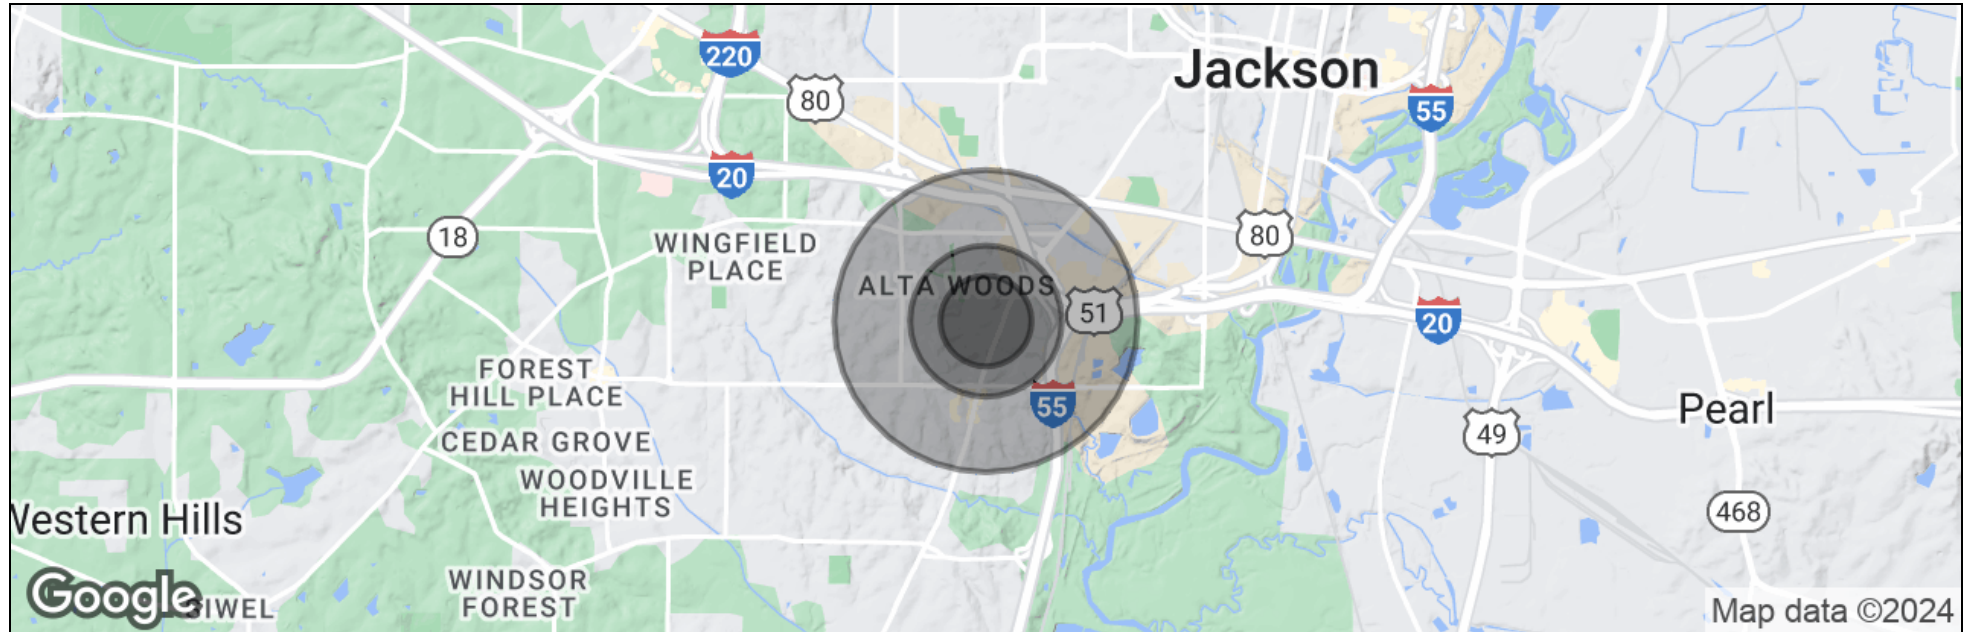 220
80
Jackson
55
20
18
WINGFIELD
PLACE
80
ALTA WOODS
51
20
FOREST
HILL PLACE
55
Pearl
49
CEDAR GROVE
WOODVILLE
HEIGHTS
Western Hills
468
WINDSOR
FOREST
Google
SIWEL
Map data ©2024